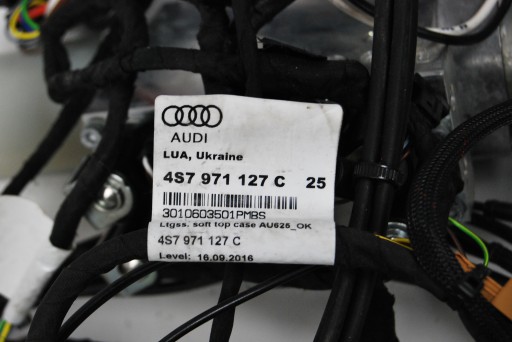 AUDI
LUA, Ukraine
4S7 971 127 C 25
3010603501PMBS
Ltgss. soft top case AU625_OK
4S7 971 127 C
Level: 16.09.2016